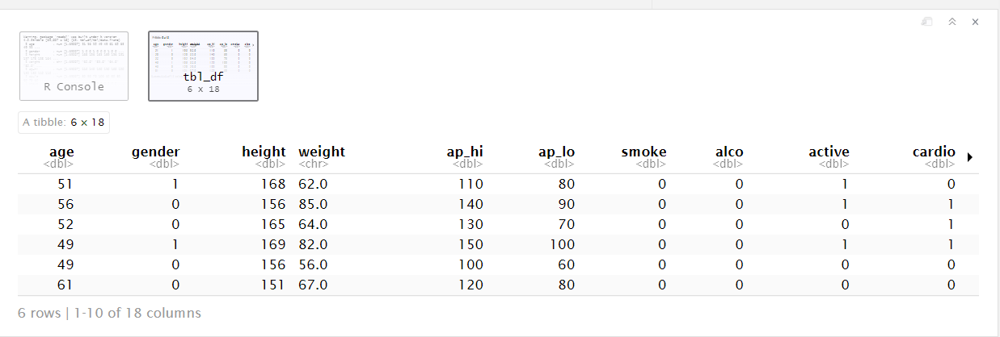 R Console
tbl_df
6 x 18
A tibble: 6 × 18
age gender height weight ap_hi ap_lo smoke alco active cardio
<dbl> <dbl> <dbl> <chr> <dbl> <dbl> <dbl> <dbl> <dbl> <dbl>
51 1 168 62.0 110 80 0 0 1 0
56 0 156 85.0 140 90 0 0 1 1
52 0 165 64.0 130 70 0 0 0 1
49 1 169 82.0 150 100 0 0 1 1
49 0 156 56.0 100 60 0 0 0 0
61 0 151 67.0 120 80 0 0 0 0
6 rows | 1-10 of 18 columns